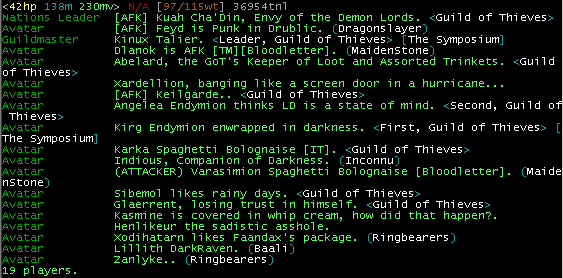 <42hp 138m 230mv> N/A [97/115wt] 36954tnl
Nations Leader [AFK] Kuah Cha'Din, Envy of the Demon Lords. <Guild of Thieves>
Avatar [AFK] Feyd is Punk in Drublic. (Dragonslayer)
Guildmaster Kinux Talier. <Leader, Guild of Thieves> [The Symposium]
Avatar Dlanok is AFK [TM][Bloodletter]. (MaidenStone)
Avatar Abelard, the GoT's Keeper of Loot and Assorted Trinkets. <Guild
of Thieves>
Avatar Xardellion, banging like a screen door in a hurricane...
Avatar [AFK] Keilgarde.. <Guild of Thieves>
Avatar Angelea Endymion thinks LD is a state of mind. <Second, Guild of
Thieves>
Avatar Kirg Endymion enwrapped in darkness. <First, Guild of Thieves> [
The Symposium]
Avatar Karka Spaghetti Bolognaise [IT]. <Guild of Thieves>
Avatar Indious, Companion of Darkness. (Inconnu)
Avatar (ATTACKER) Varasimion Spaghetti Bolognaise [Bloodletter]. (Maide
nStone)
Avatar Sibemol likes rainy days. <Guild of Thieves>
Avatar Glaerrent, losing trust in himself. <Guild of Thieves>
Avatar Kasmine is covered in whip cream, how did that happen?.
Avatar Henlikeur the sadistic asshole.
Avatar Xodihatarn likes Faandax's package. (Ringbearers)
Avatar Lillith DarkRaven. (Baali)
Avatar Zanlyke.. (Ringbearers)
19 players.